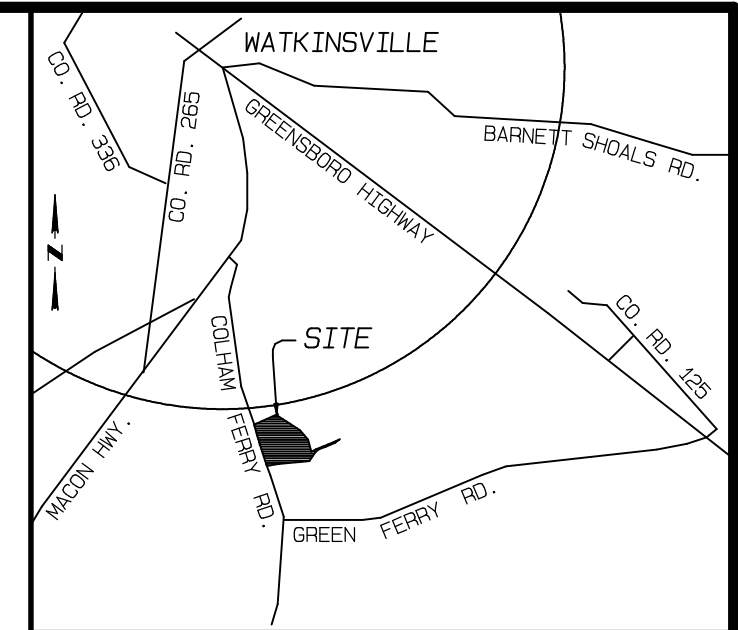 WATKINSVILLE
CO. RD. 336
CO. RD. 265
GREENSBORO HIGHWAY
BARNETT SHOALS RD.
N
SITE
CO. RD. 125
COLHAM FERRY RD.
MACON HWY.
GREEN FERRY RD.